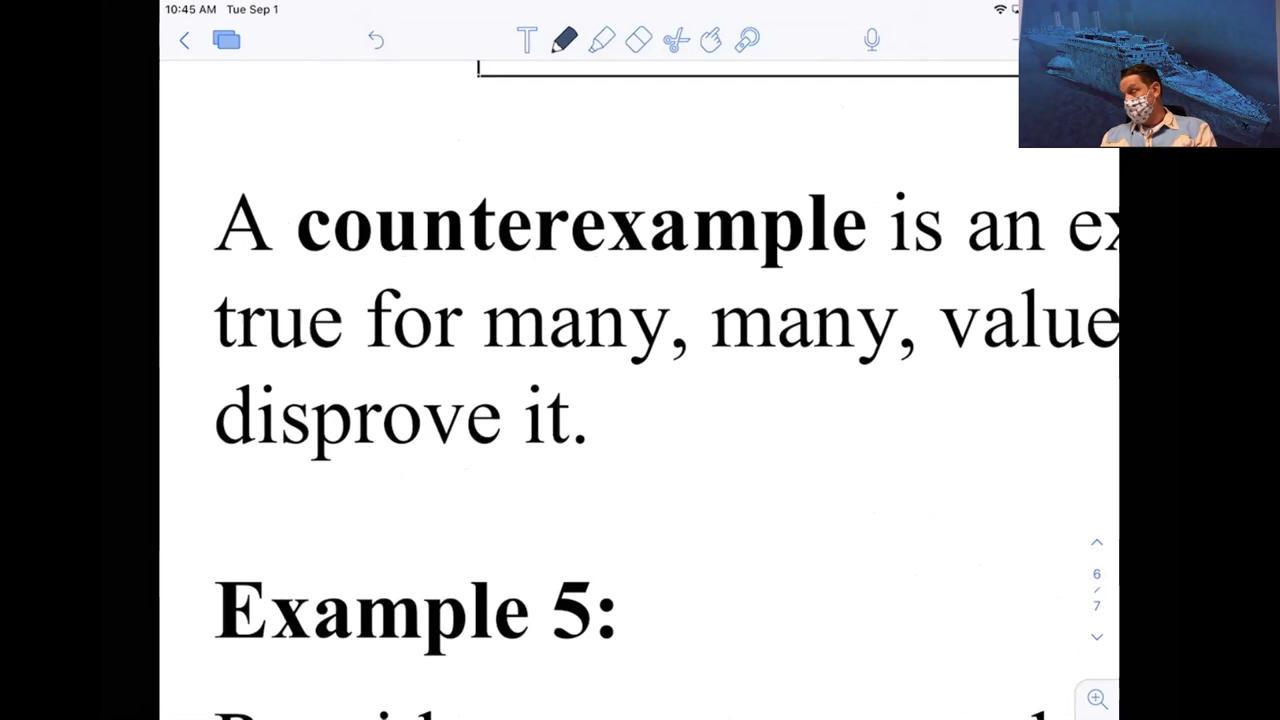 10:45 AM Tue Sep 1
A counterexample is an
true for many, many, value
disprove it.
6
7
Example 5: